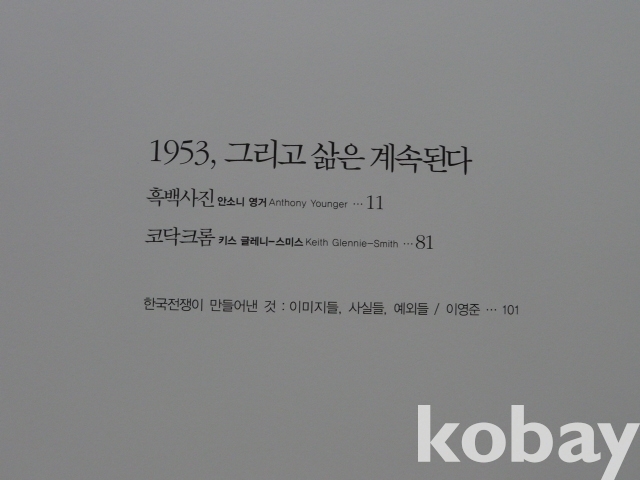 1953, 그리고 삶은 계속된다
흑백사진 안소니 영거 Anthony Younger ··· 11
코닥크롬 키스 글레니-스미스 Keith Glennie-Smith ··· 81
한국전쟁이 만들어낸 것 : 이미지들, 사실들, 예외들 / 이영준 ··· 101
kobay